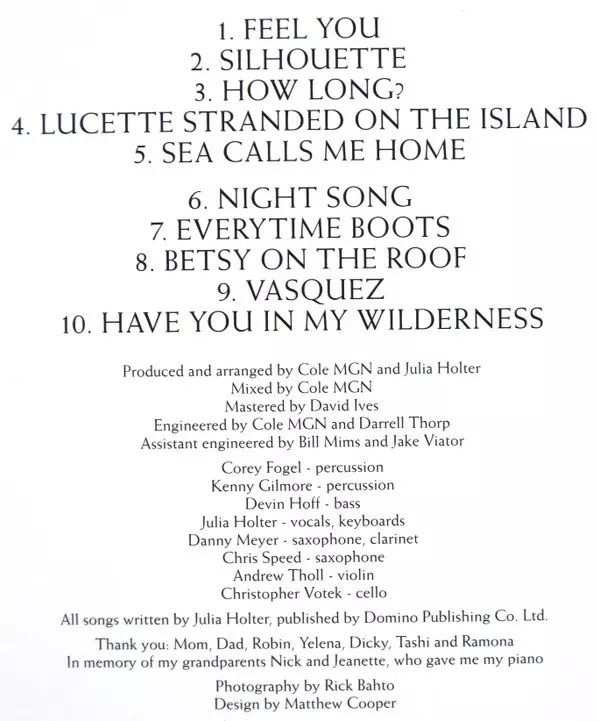 1. FEEL YOU
2. SILHOUETTE
3. HOW LONG?
4. LUCETTE STRANDED ON THE ISLAND
5. SEA CALLS ME HOME
6. NIGHT SONG
7. EVERYTIME BOOTS
8. BETSY ON THE ROOF
9. VASQUEZ
10. HAVE YOU IN MY WILDERNESS
Produced and arranged by Cole MGN and Julia Holter
Mixed by Cole MGN
Mastered by David Ives
Engineered by Cole MGN and Darrell Thorp
Assistant engineered by Bill Mims and Jake Viator
Corey Fogel - percussion
Kenny Gilmore - percussion
Devin Hoff - bass
Julia Holter - vocals, keyboards
Danny Meyer - saxophone, clarinet
Chris Speed - saxophone
Andrew Tholl - violin
Christopher Votek - cello
All songs written by Julia Holter, published by Domino Publishing Co. Ltd.
Thank you: Mom, Dad, Robin, Yelena, Dicky, Tashi and Ramona
In memory of my grandparents Nick and Jeanette, who gave me my piano
Photography by Rick Bahto
Design by Matthew Cooper